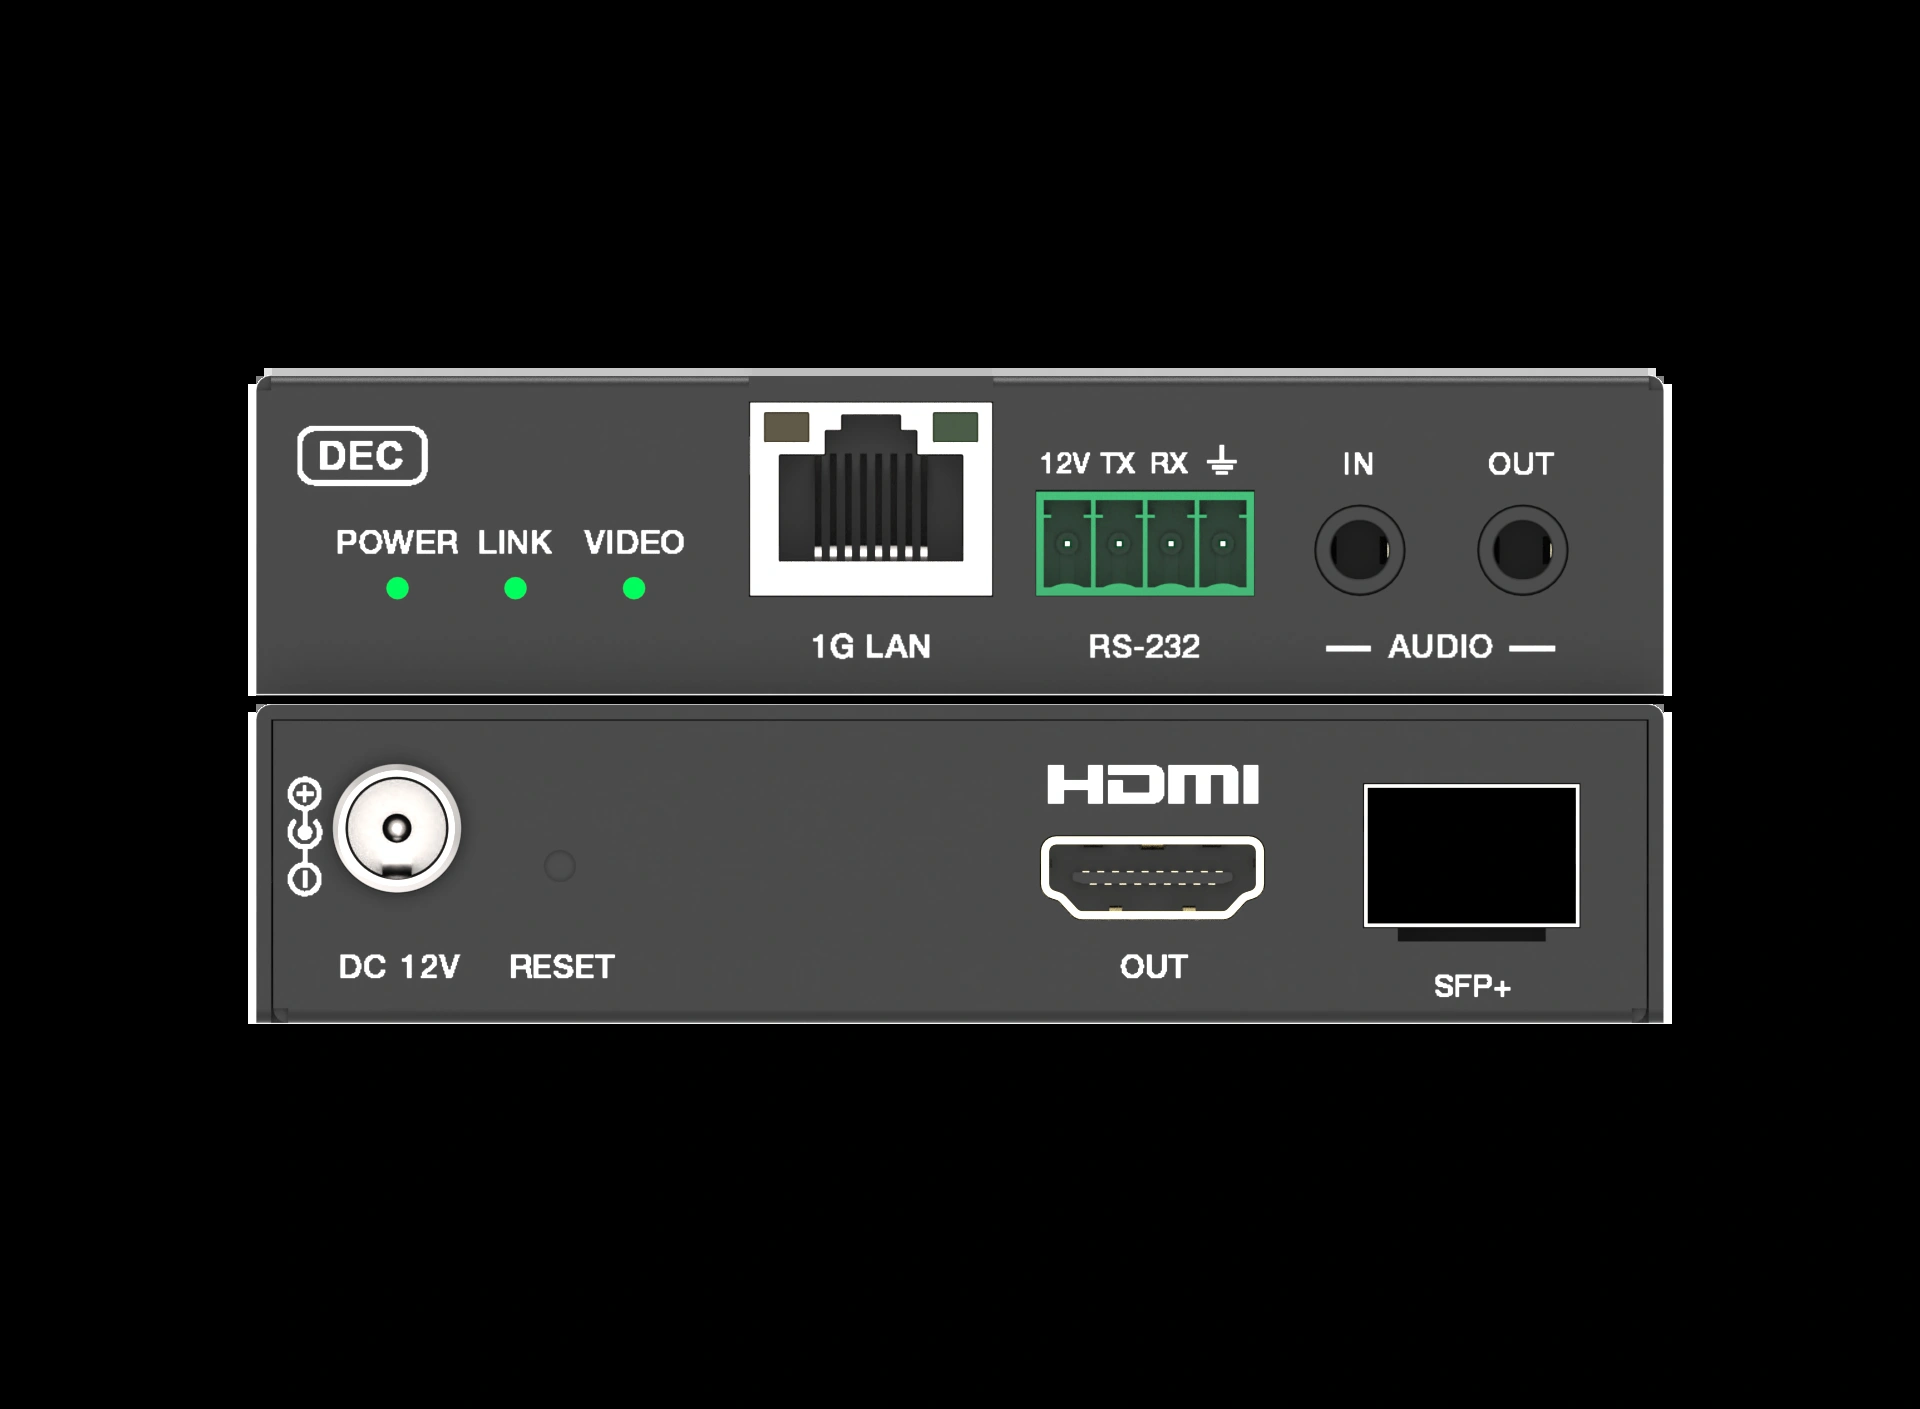 DEC
POWER LINK VIDEO
12V TX RX
IN OUT
1G LAN
RS-232
AUDIO
HDMI
DC 12V
RESET
OUT
SFP+